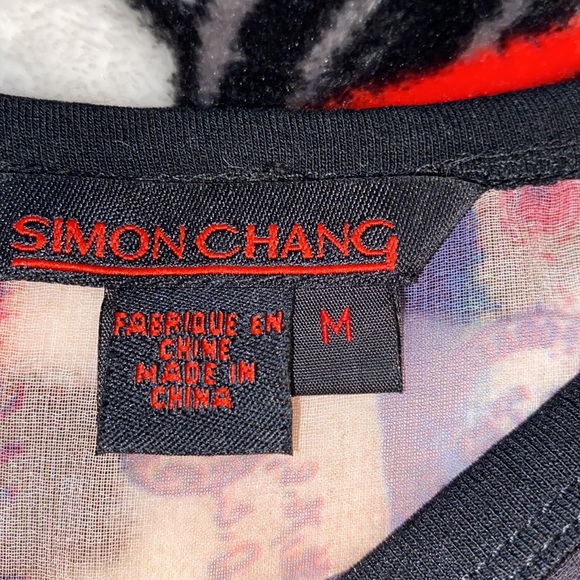 SIMON CHANG
FABRIQUE EN
CHINE
MADE IN
CHINA
M